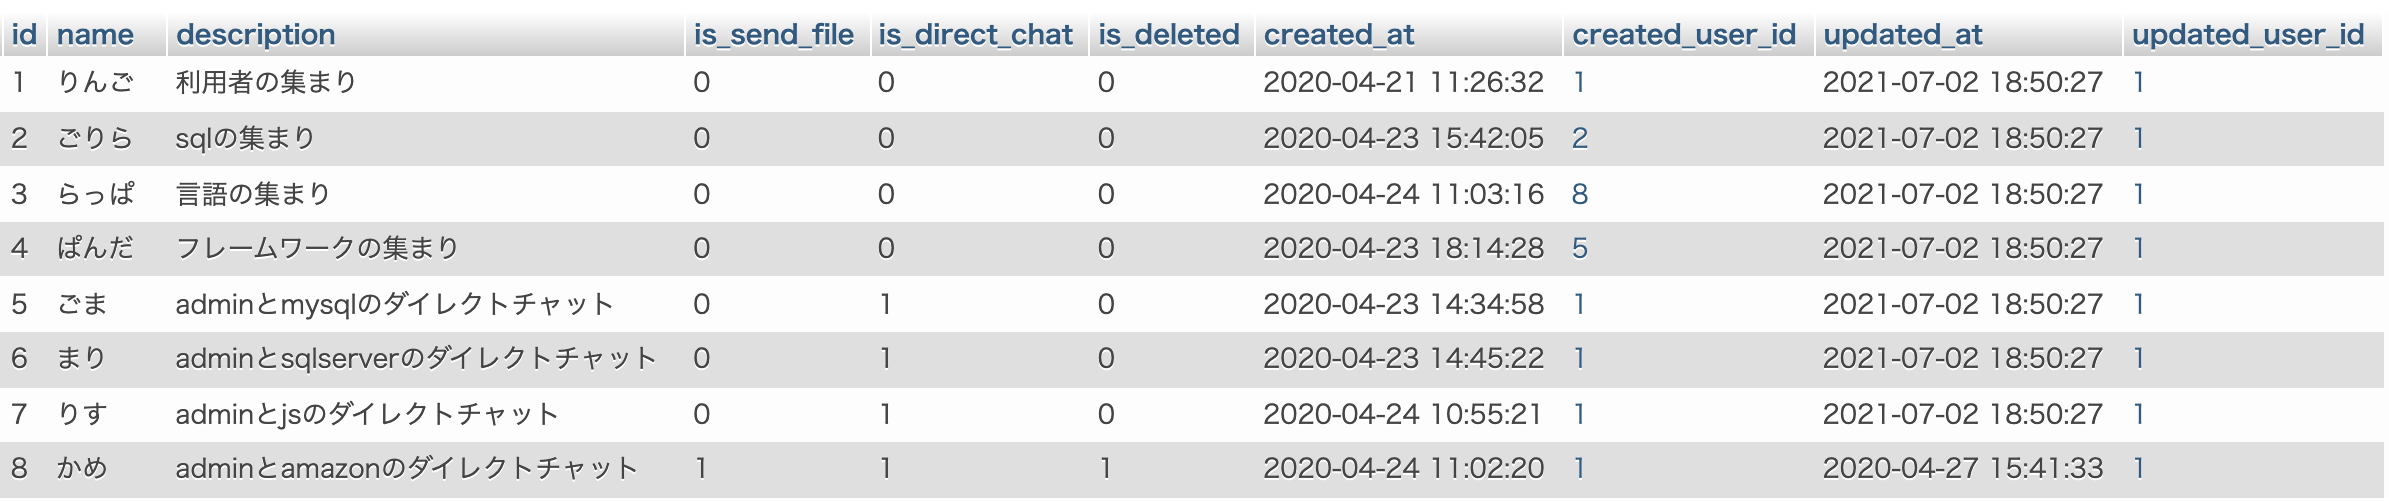 id name description is_send_file is_direct_chat is_deleted created_at created_user_id updated_at updated_user_id
1 りんご 利用者の集まり 0 0 0 2020-04-21 11:26:32 1 2021-07-02 18:50:27 1
2 ごりら sqlの集まり 0 0 0 2020-04-23 15:42:05 2 2021-07-02 18:50:27 1
3 らっぱ 言語の集まり 0 0 0 2020-04-24 11:03:16 8 2021-07-02 18:50:27 1
4 ぱんだ フレームワークの集まり 0 0 0 2020-04-23 18:14:28 5 2021-07-02 18:50:27 1
5 ごま adminとmysqlのダイレクトチャット 0 1 0 2020-04-23 14:34:58 1 2021-07-02 18:50:27 1
6 まり adminとsqlserverのダイレクトチャット 0 1 0 2020-04-23 14:45:22 1 2021-07-02 18:50:27 1
7 りす adminとjsのダイレクトチャット 0 1 0 2020-04-24 10:55:21 1 2021-07-02 18:50:27 1
8 かめ adminとamazonのダイレクトチャット 1 1 1 2020-04-24 11:02:20 1 2020-04-27 15:41:33 1